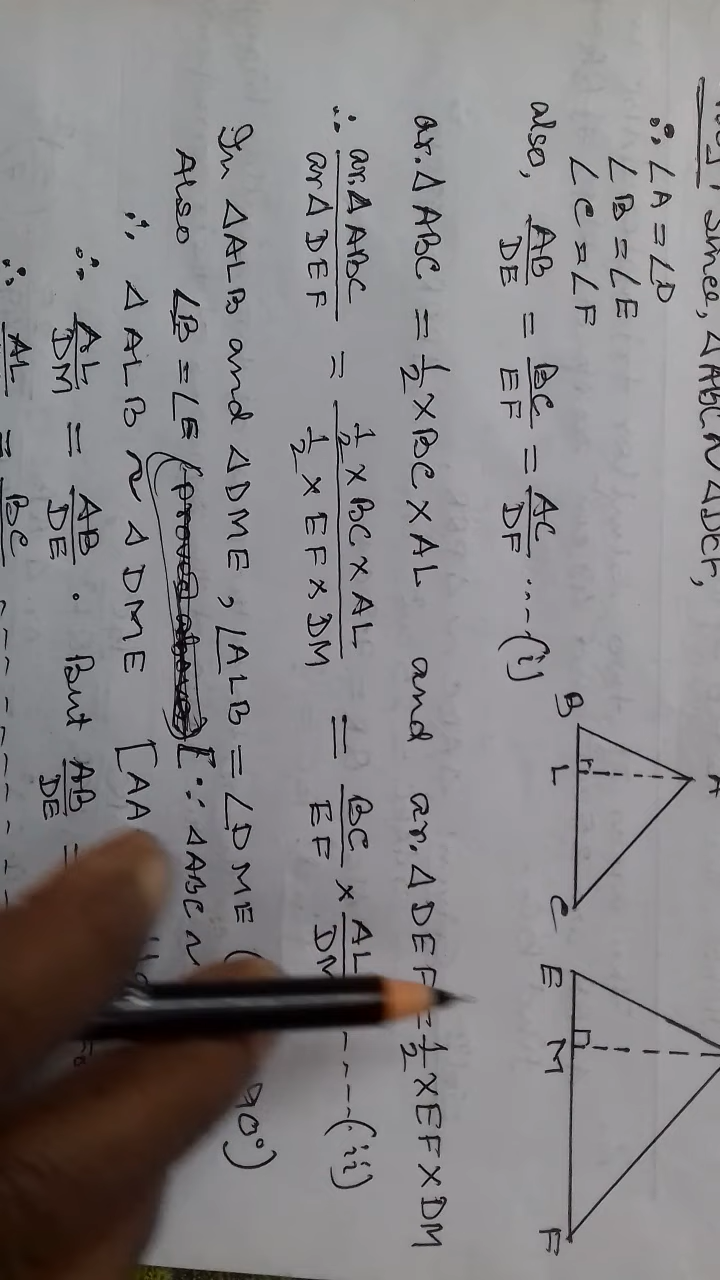 Since, ΔABC ~ ΔDEF,
∴ ∠A = ∠D
∠B = ∠E
∠C = ∠F
also, AB/DE = BC/EF = AC/DF ---(i)
A
B
L
C
E
M
F
ar. ΔABC = 1/2 × BC × AL and ar. ΔDEF = 1/2 × EF × DM
∴ ar. ΔABC / ar ΔDEF = (1/2 × BC × AL) / (1/2 × EF × DM) = BC/EF × AL/DM ----(ii)
In ΔALB and ΔDME, ∠ALB = ∠DME ( 90°)
Also ∠B = ∠E [∵ ΔABC ~
∴ ΔALB ~ ΔDME [AA
∴ AL/DM = AB/DE . But AB/DE =
∴ AL = BC